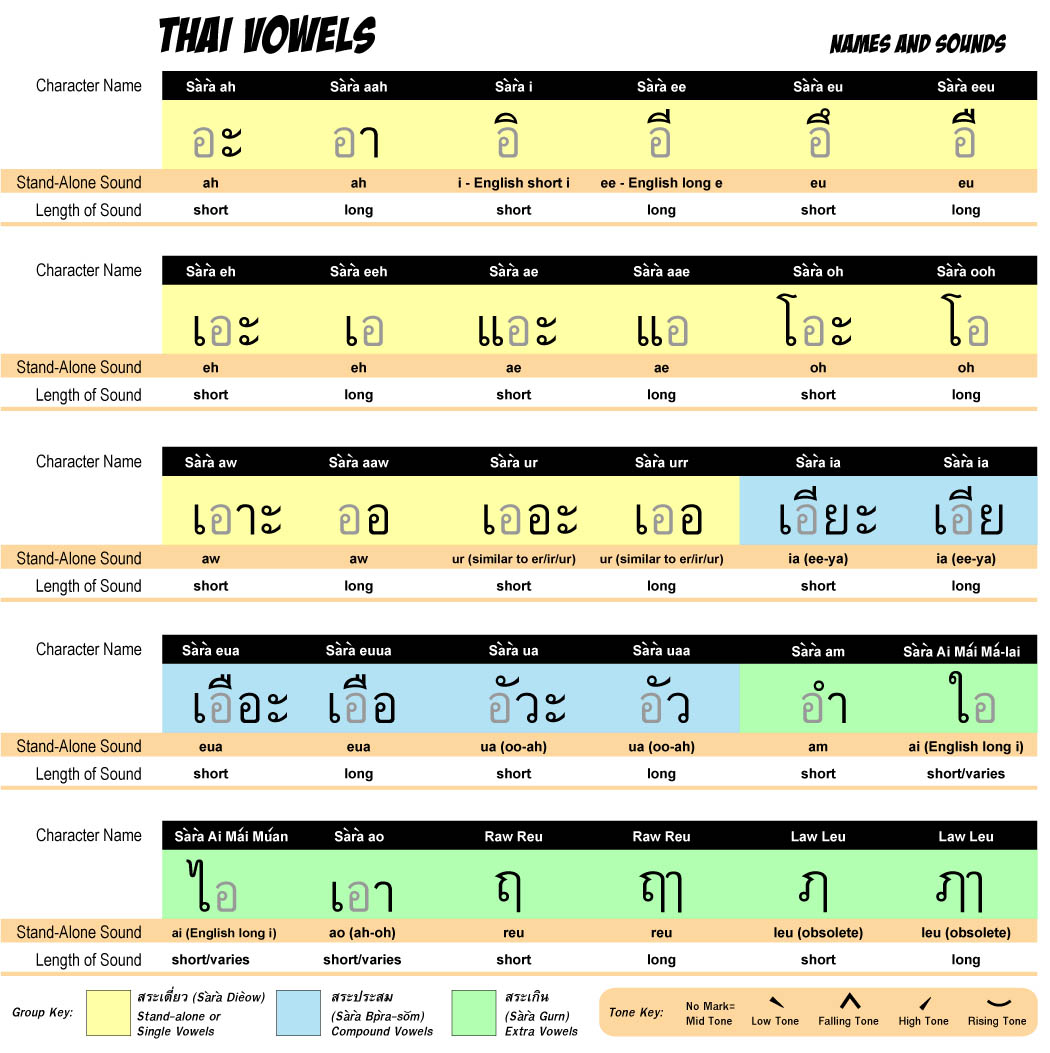 THAI VOWELS
NAMES AND SOUNDS
Character Name Sàrà ah Sàrà aah Sàrà i Sàrà ee Sàrà eu Sàrà eeu
อะ อา อิ อี อึ อื
Stand-Alone Sound ah ah i - English short i ee - English long e eu eu
Length of Sound short long short long short long
Character Name Sàrà eh Sàrà eeh Sàrà ae Sàrà aae Sàrà oh Sàrà ooh
เอะ เอ แอะ แอ โอะ โอ
Stand-Alone Sound eh eh ae ae oh oh
Length of Sound short long short long short long
Character Name Sàrà aw Sàrà aaw Sàrà ur Sàrà urr Sàrà ia Sàrà ia
เอาะ ออ เออะ เออ เอียะ เอีย
Stand-Alone Sound aw aw ur (similar to er/ir/ur) ur (similar to er/ir/ur) ia (ee-ya) ia (ee-ya)
Length of Sound short long short long short long
Character Name Sàrà eua Sàrà euua Sàrà ua Sàrà uaa Sàrà am Sàrà Ai Mái Má-lai
เอือะ เอือ อัวะ อัว อำ ใอ
Stand-Alone Sound eua eua ua (oo-ah) ua (oo-ah) am ai (English long i)
Length of Sound short long short long short short/varies
Character Name Sàrà Ai Mái Múan Sàrà ao Raw Reu Raw Reu Law Leu Law Leu
ไอ เอา ฤ ฤๅ ฦ ฦๅ
Stand-Alone Sound ai (English long i) ao (ah-oh) reu reu leu (obsolete) leu (obsolete)
Length of Sound short/varies short/varies short long short long
Group Key:
สระเดี่ยว (Sàrà Dièow)
Stand-alone or
Single Vowels
สระประสม
(Sàrà Bpra-sŏm)
Compound Vowels
สระเกิน
(Sàrà Gurn)
Extra Vowels
Tone Key:
No Mark=
Mid Tone
Low Tone
Falling Tone
High Tone
Rising Tone